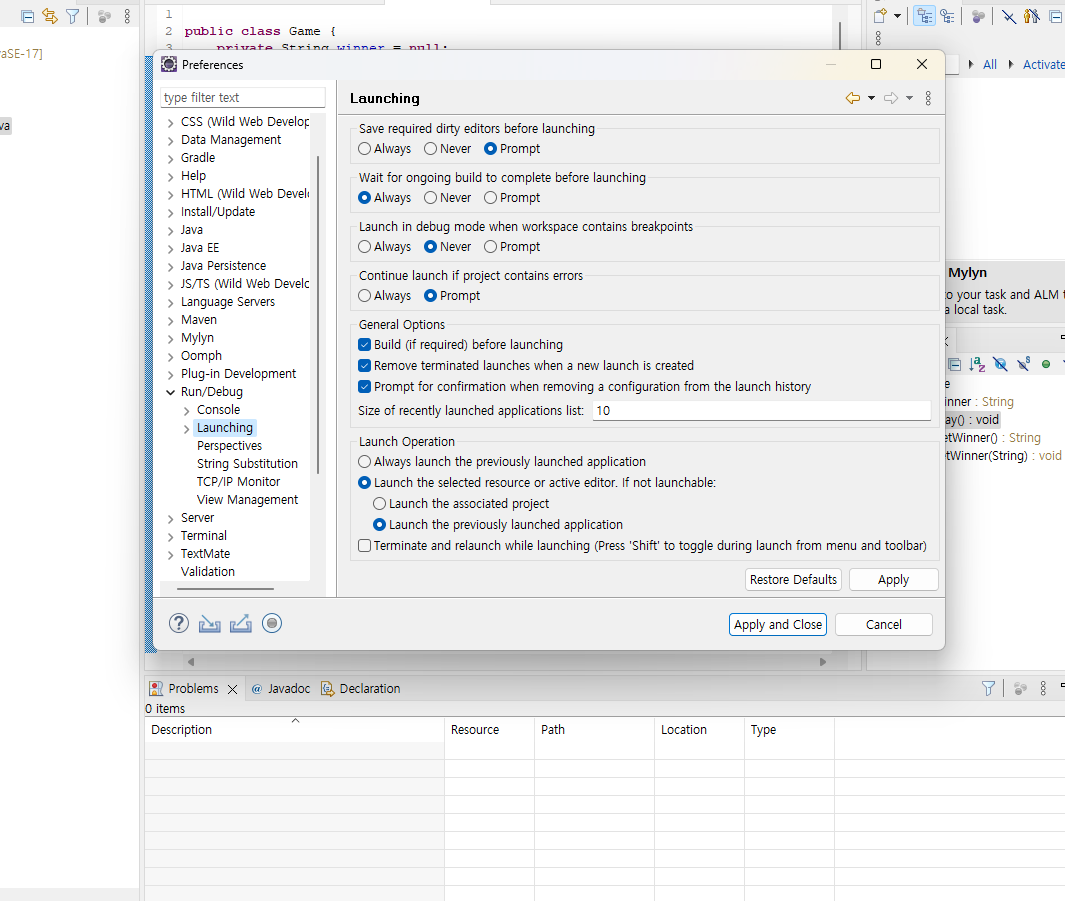 aSE-17]
va
1
2 public class Game {
3 private String winner = null;
All
Activate
Preferences
type filter text
CSS (Wild Web Develop
Data Management
Gradle
Help
HTML (Wild Web Develo
Install/Update
Java
Java EE
Java Persistence
JS/TS (Wild Web Develo
Language Servers
Maven
Mylyn
Oomph
Plug-in Development
Run/Debug
Console
Launching
Perspectives
String Substitution
TCP/IP Monitor
View Management
Server
Terminal
TextMate
Validation
Launching
Save required dirty editors before launching
Always Never Prompt
Wait for ongoing build to complete before launching
Always Never Prompt
Launch in debug mode when workspace contains breakpoints
Always Never Prompt
Continue launch if project contains errors
Always Prompt
General Options
Build (if required) before launching
Remove terminated launches when a new launch is created
Prompt for confirmation when removing a configuration from the launch history
Size of recently launched applications list: 10
Launch Operation
Always launch the previously launched application
Launch the selected resource or active editor. If not launchable:
Launch the associated project
Launch the previously launched application
Terminate and relaunch while launching (Press 'Shift' to toggle during launch from menu and toolbar)
Restore Defaults Apply
Apply and Close Cancel
Mylyn
o your task and ALM t
a local task.
e
inner : String
ay() : void
etWinner() : String
etWinner(String) : void
Problems Javadoc Declaration
0 items
Description Resource Path Location Type